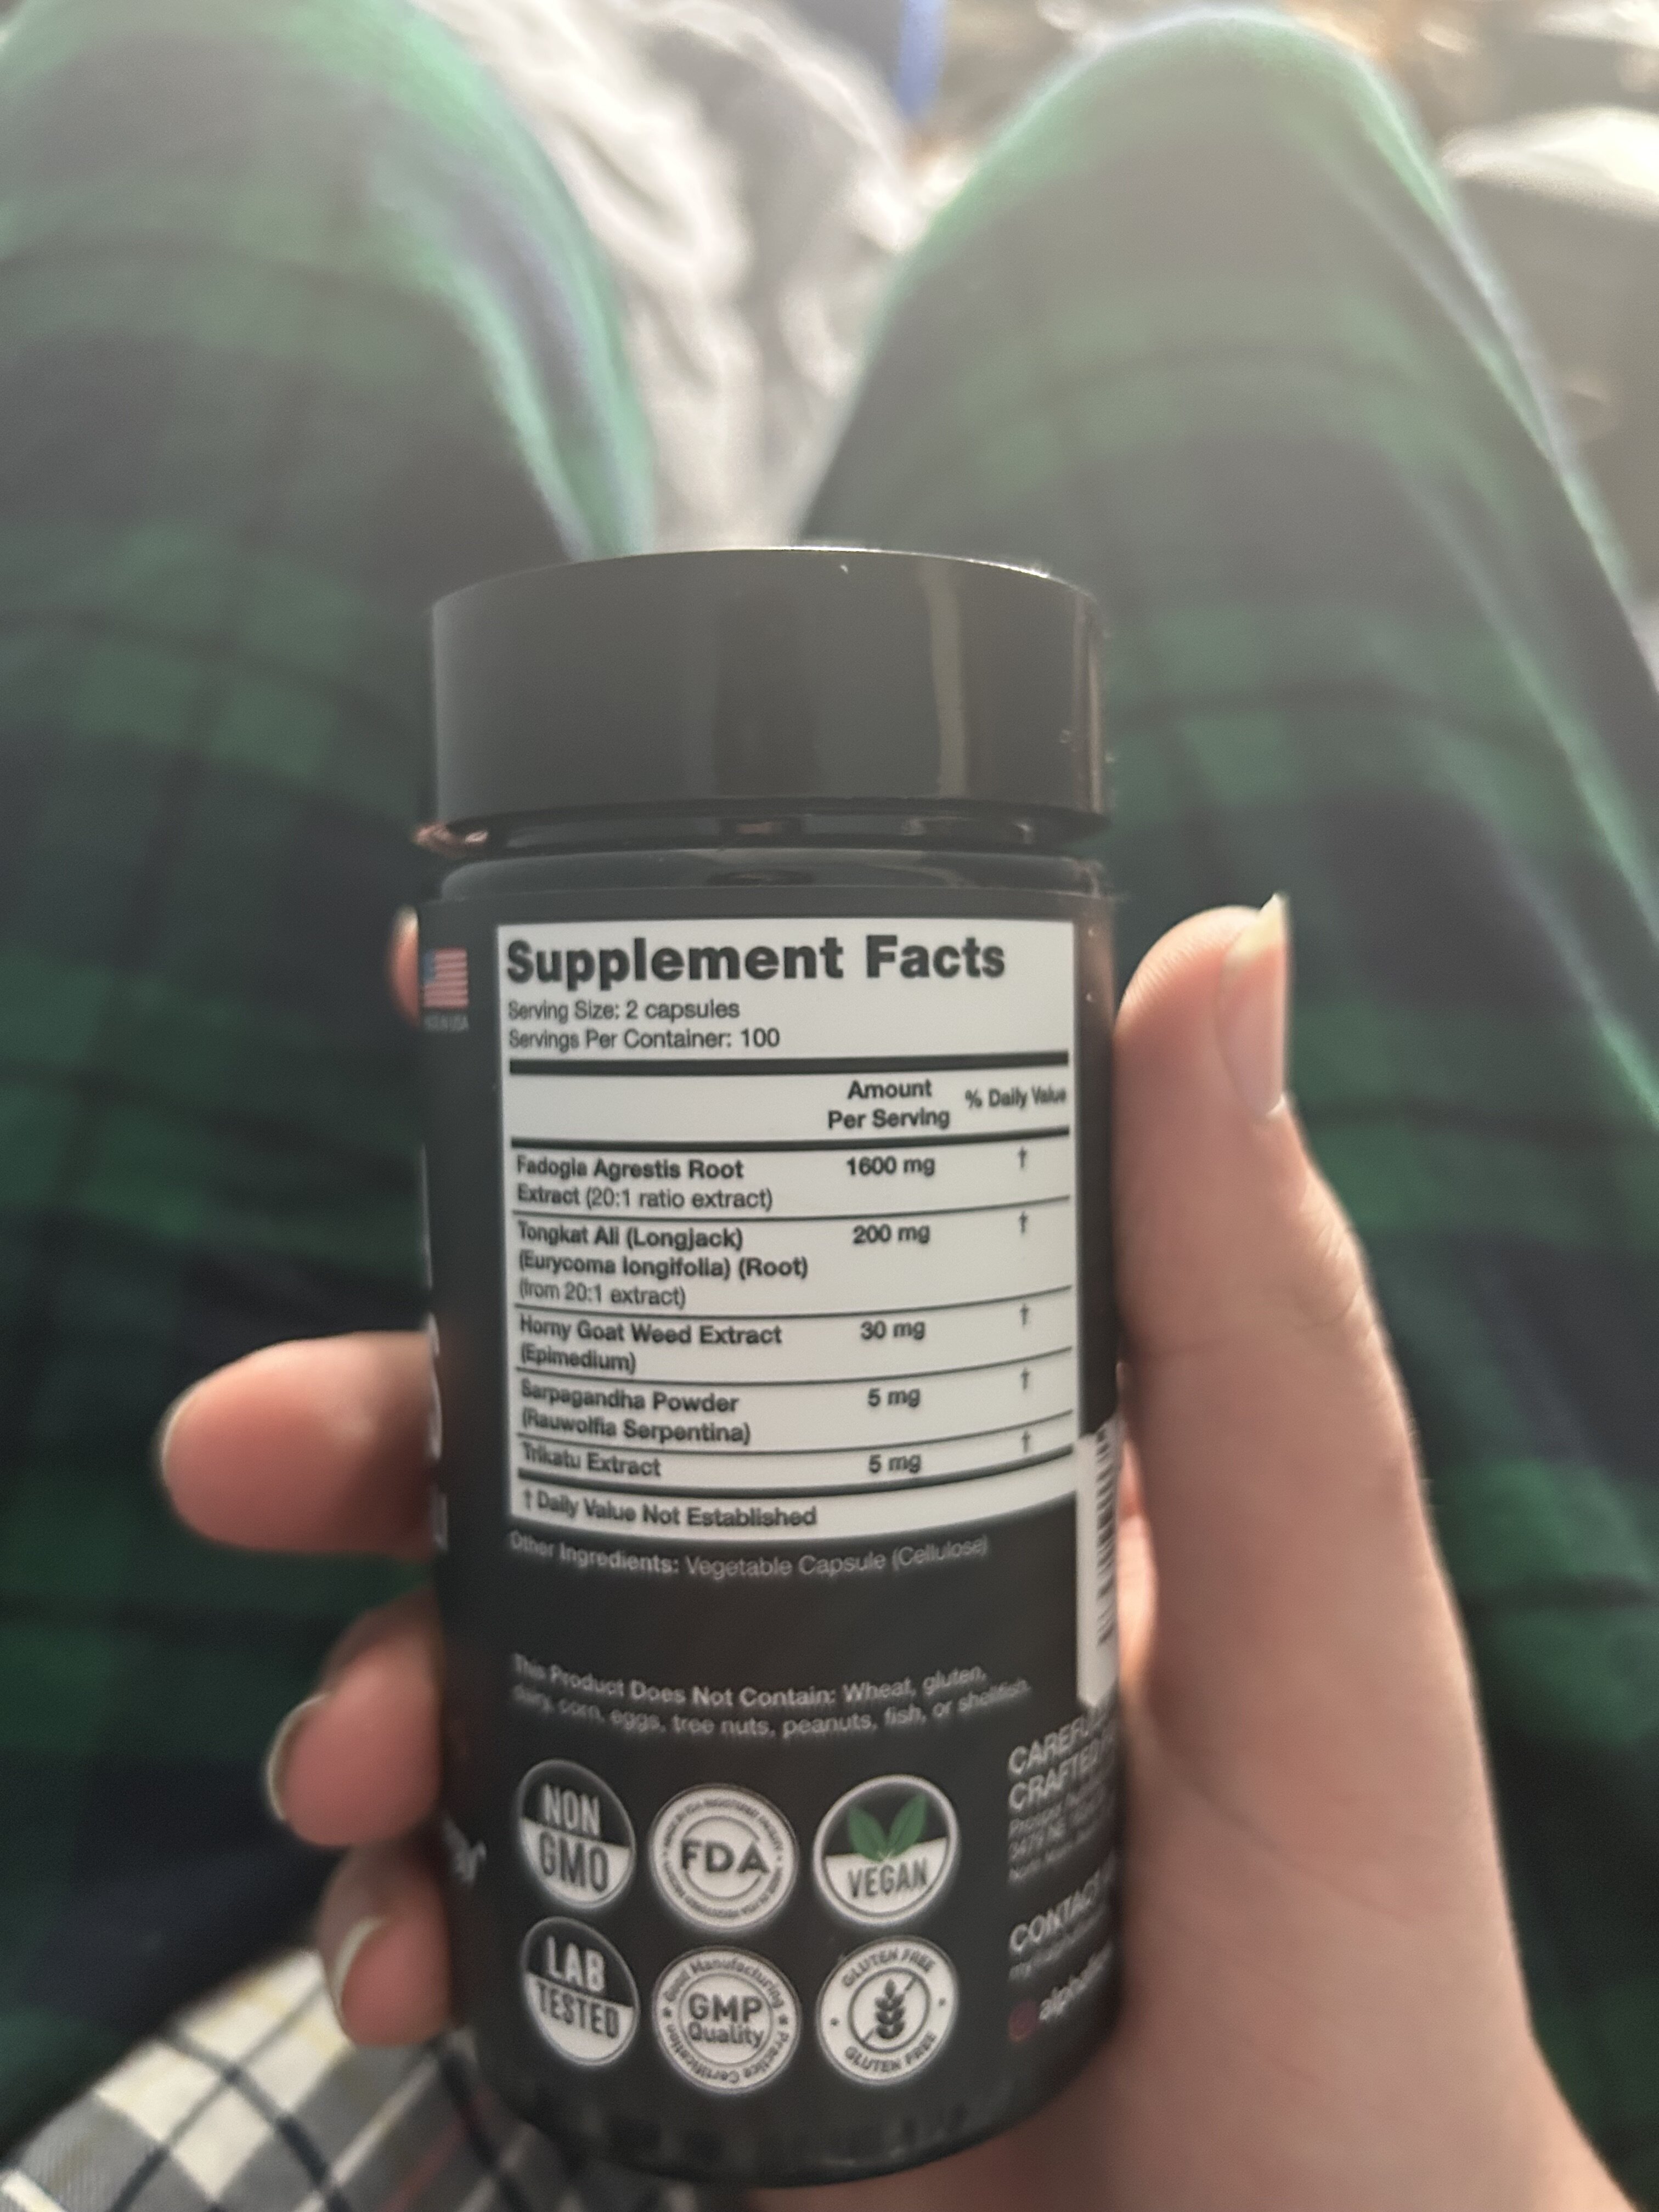 Supplement Facts
Serving Size: 2 capsules
Servings Per Container: 100
Amount
Per Serving
% Daily Value
Fadogia Agrestis Root 1600 mg †
Extract (20:1 ratio extract)
Tongkat Ali (Longjack) 200 mg †
(Eurycoma longifolia) (Root)
(from 20:1 extract)
Horny Goat Weed Extract 30 mg †
(Epimedium)
Sarpagandha Powder 5 mg †
(Rauwolfia Serpentina)
Trikatu Extract 5 mg †
† Daily Value Not Established
Other Ingredients: Vegetable Capsule (Cellulose)
This Product Does Not Contain: Wheat, gluten,
dairy, corn, eggs, tree nuts, peanuts, fish, or shellfish.
NON
GMO
FDA
VEGAN
LAB
TESTED
Good Manufacturing
GMP
Quality
Practice Certification
GLUTEN FREE
GLUTEN FREE